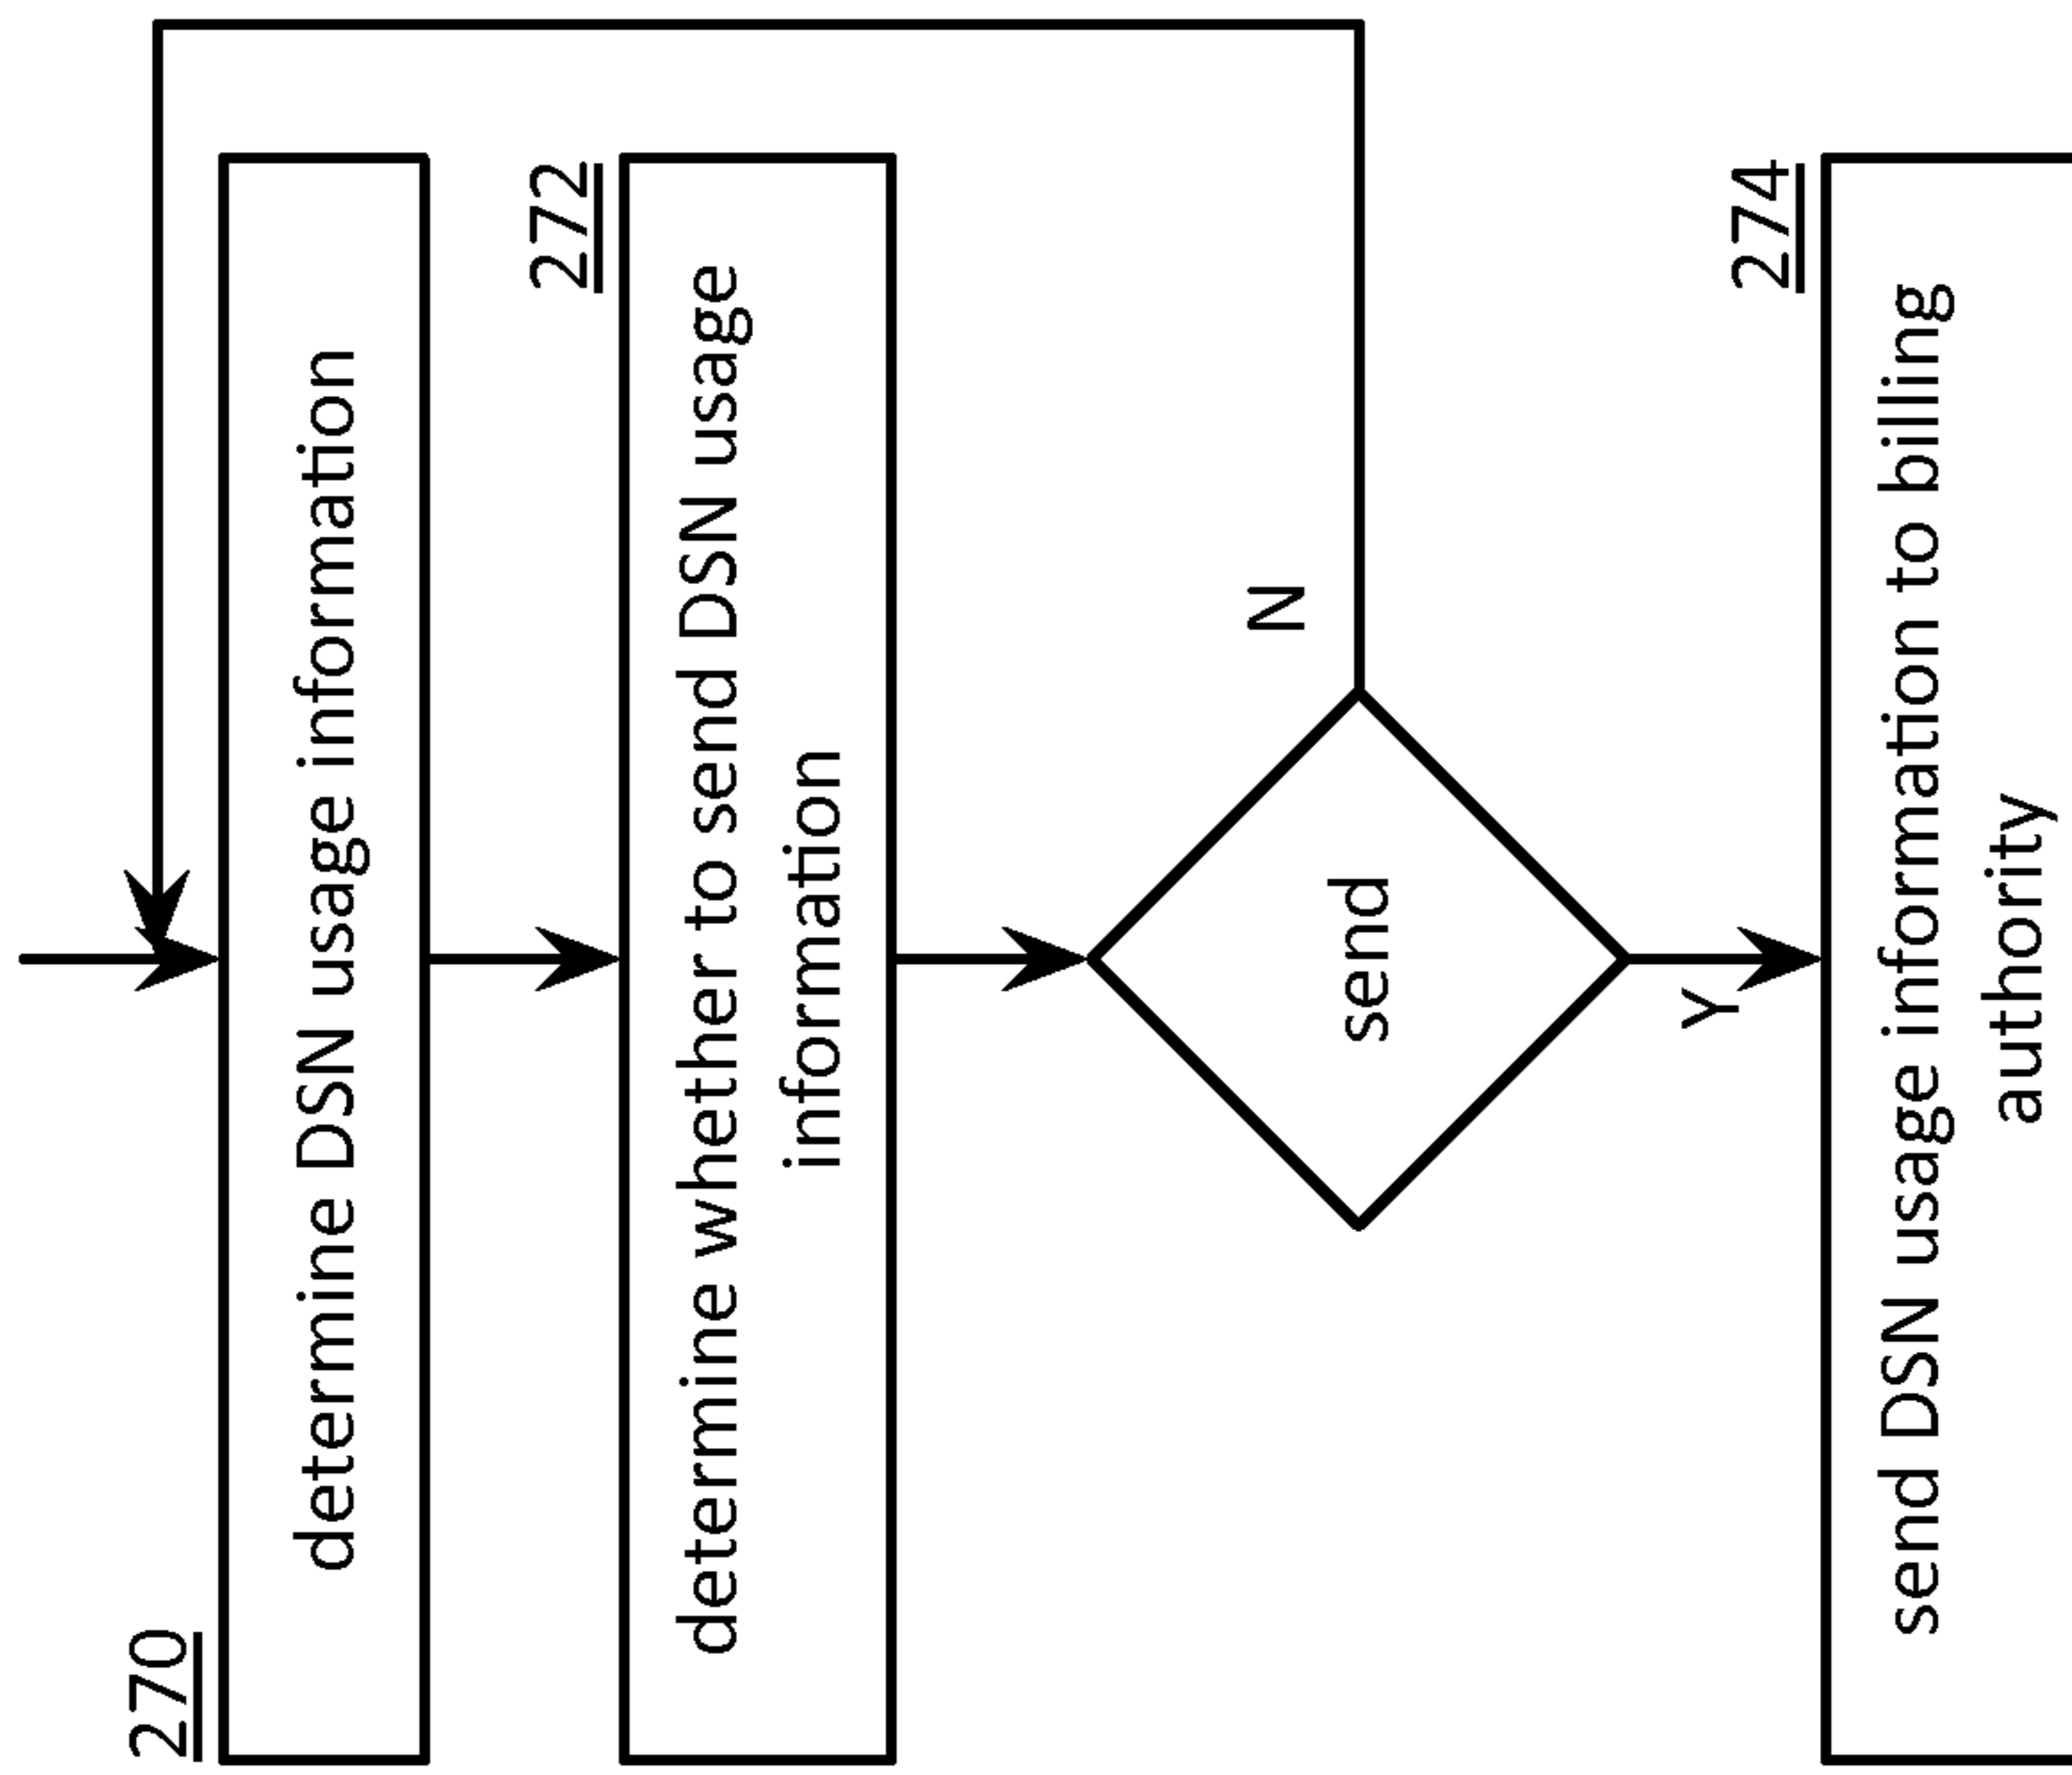 270
determine DSN usage information
272
determine whether to send DSN usage
information
send
N
Y
274
send DSN usage information to billing
authority